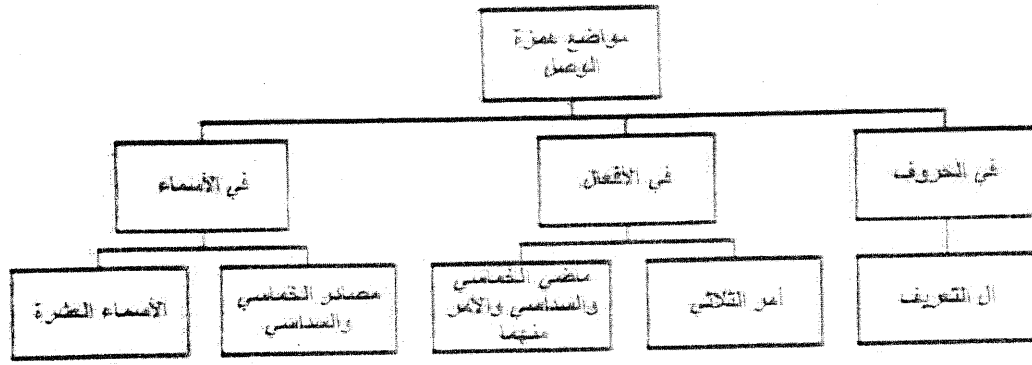 مواضع همزة
الوصل
في الحروف
في الأفعال
في الأسماء
ال التعريف
أمر الثلاثي
ماضي الخماسي
والسداسي والأمر
منهما
مصادر الخماسي
والسداسي
الأسماء العشرة